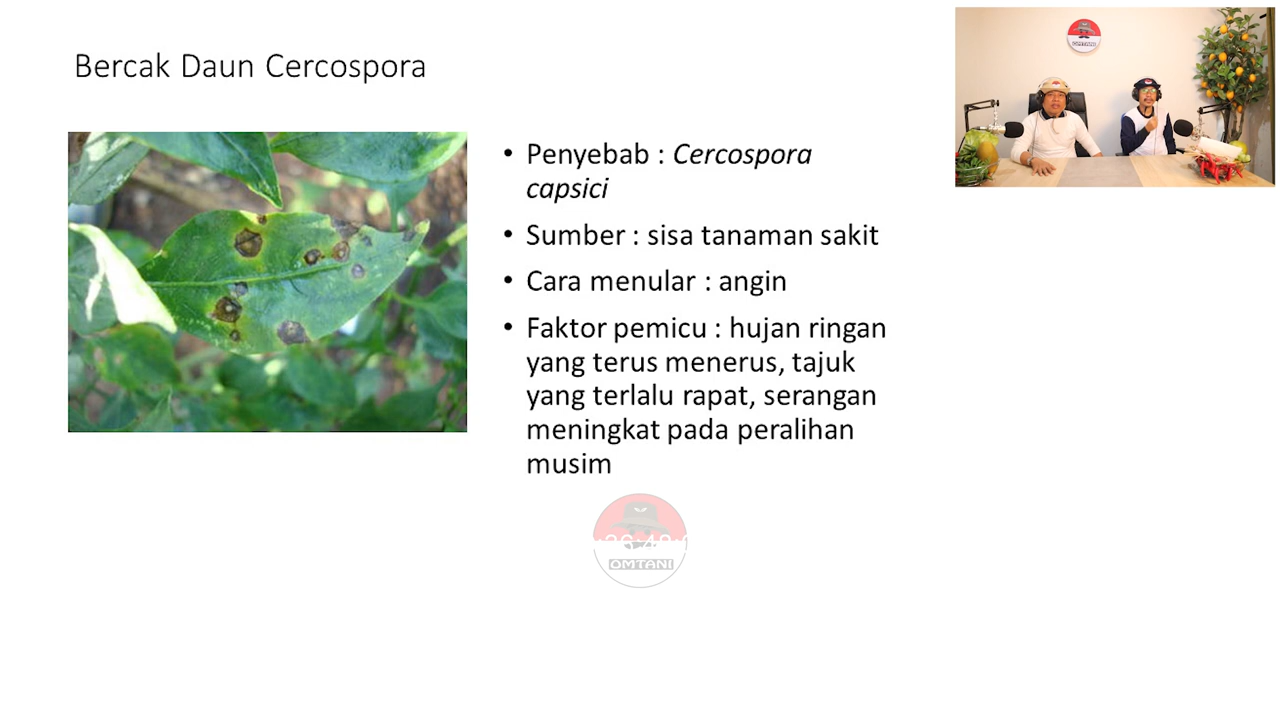 Bercak Daun Cercospora
OMTANI
• Penyebab : Cercospora
capsici
• Sumber : sisa tanaman sakit
• Cara menular : angin
• Faktor pemicu : hujan ringan
yang terus menerus, tajuk
yang terlalu rapat, serangan
meningkat pada peralihan
musim
OMTANI